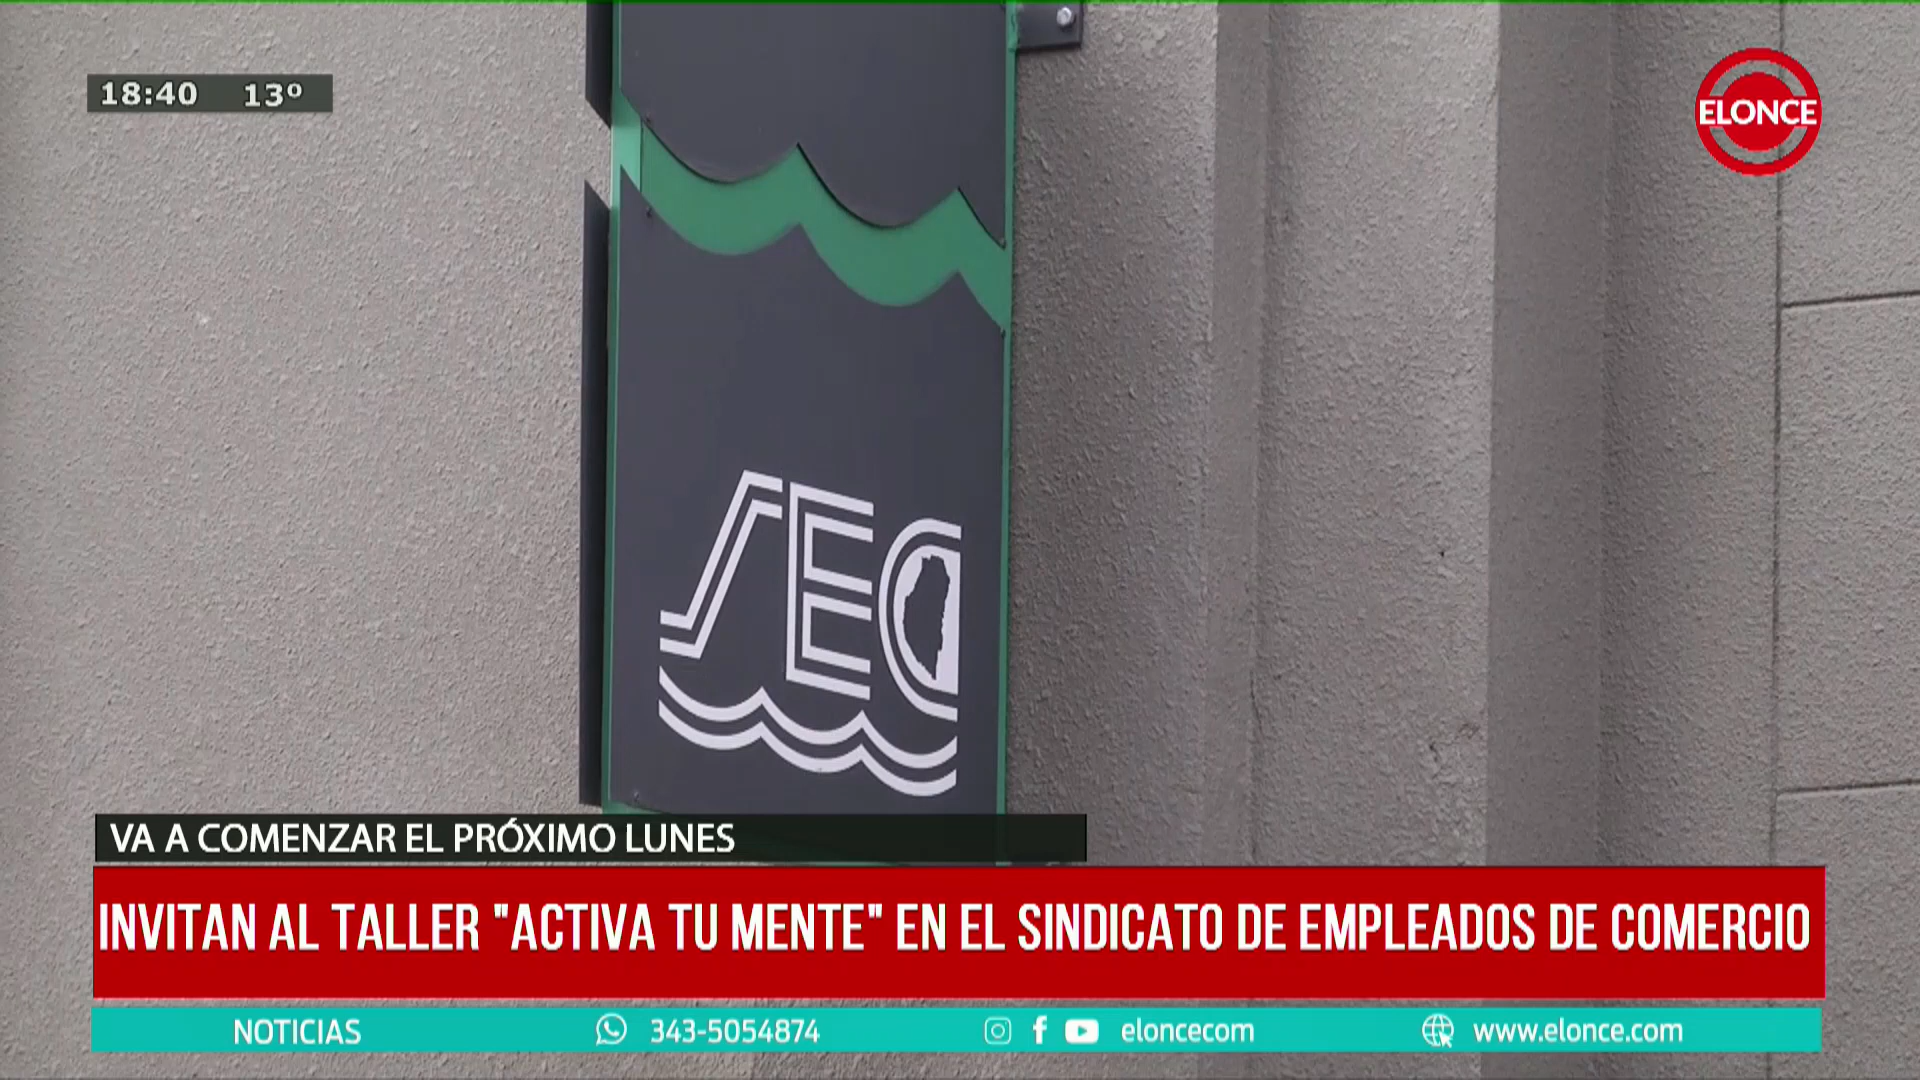 18:40 13º
ELONCE
SEC
VA A COMENZAR EL PRÓXIMO LUNES
INVITAN AL TALLER "ACTIVA TU MENTE" EN EL SINDICATO DE EMPLEADOS DE COMERCIO
NOTICIAS 343-5054874 eloncecom www.elonce.com